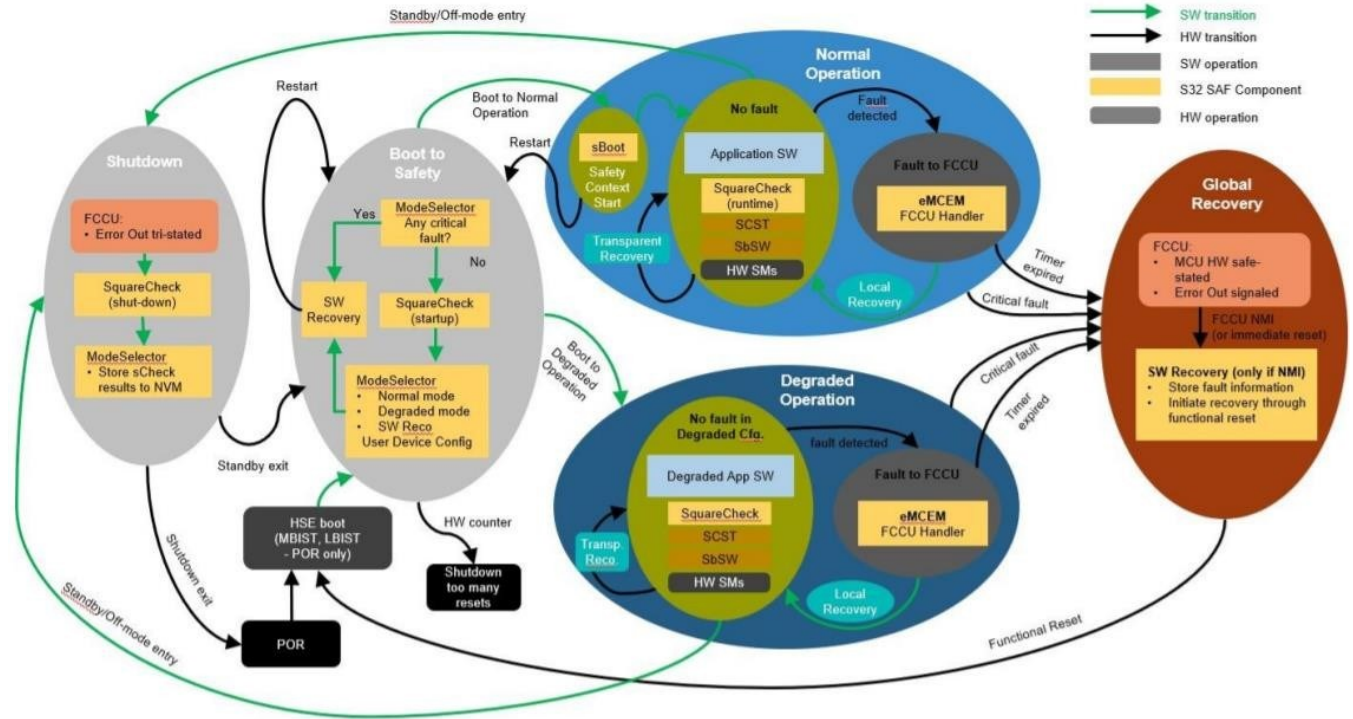 Standby/Off-mode entry
SW transition
HW transition
SW operation
S32 SAF Component
HW operation
Restart
Boot to Normal
Operation
Restart
Shutdown
FCCU:
• Error Out tri-stated
SquareCheck
(shut-down)
ModeSelector
• Store sCheck
results to NVM
Boot to
Safety
Yes
ModeSelector
Any critical
fault?
No
SW
Recovery
SquareCheck
(startup)
ModeSelector
• Normal mode
• Degraded mode
• SW Reco
User Device Config
Normal
Operation
sBoot
Safety
Context
Start
No fault
Application SW
SquareCheck
(runtime)
SCST
SbSW
HW SMs
Transparent
Recovery
Fault
detected
Fault to FCCU
eMCEM
FCCU Handler
Local
Recovery
Timer
expired
Critical fault
Critical fault
Timer
expired
Global
Recovery
FCCU:
• MCU HW safe-
stated
• Error Out signaled
FCCU NMI
(or immediate reset)
SW Recovery (only if NMI)
• Store fault information
• Initiate recovery through
functional reset
Boot to
Degraded
Operation
Degraded
Operation
No fault in
Degraded Cfg.
Degraded App SW
SquareCheck
SCST
SbSW
HW SMs
Transp.
Reco.
fault detected
Fault to FCCU
eMCEM
FCCU Handler
Local
Recovery
Standby exit
HSE boot
(MBIST, LBIST
- POR only)
HW counter
Shutdown
too many
resets
Shutdown exit
POR
Standby/Off-mode entry
Functional Reset